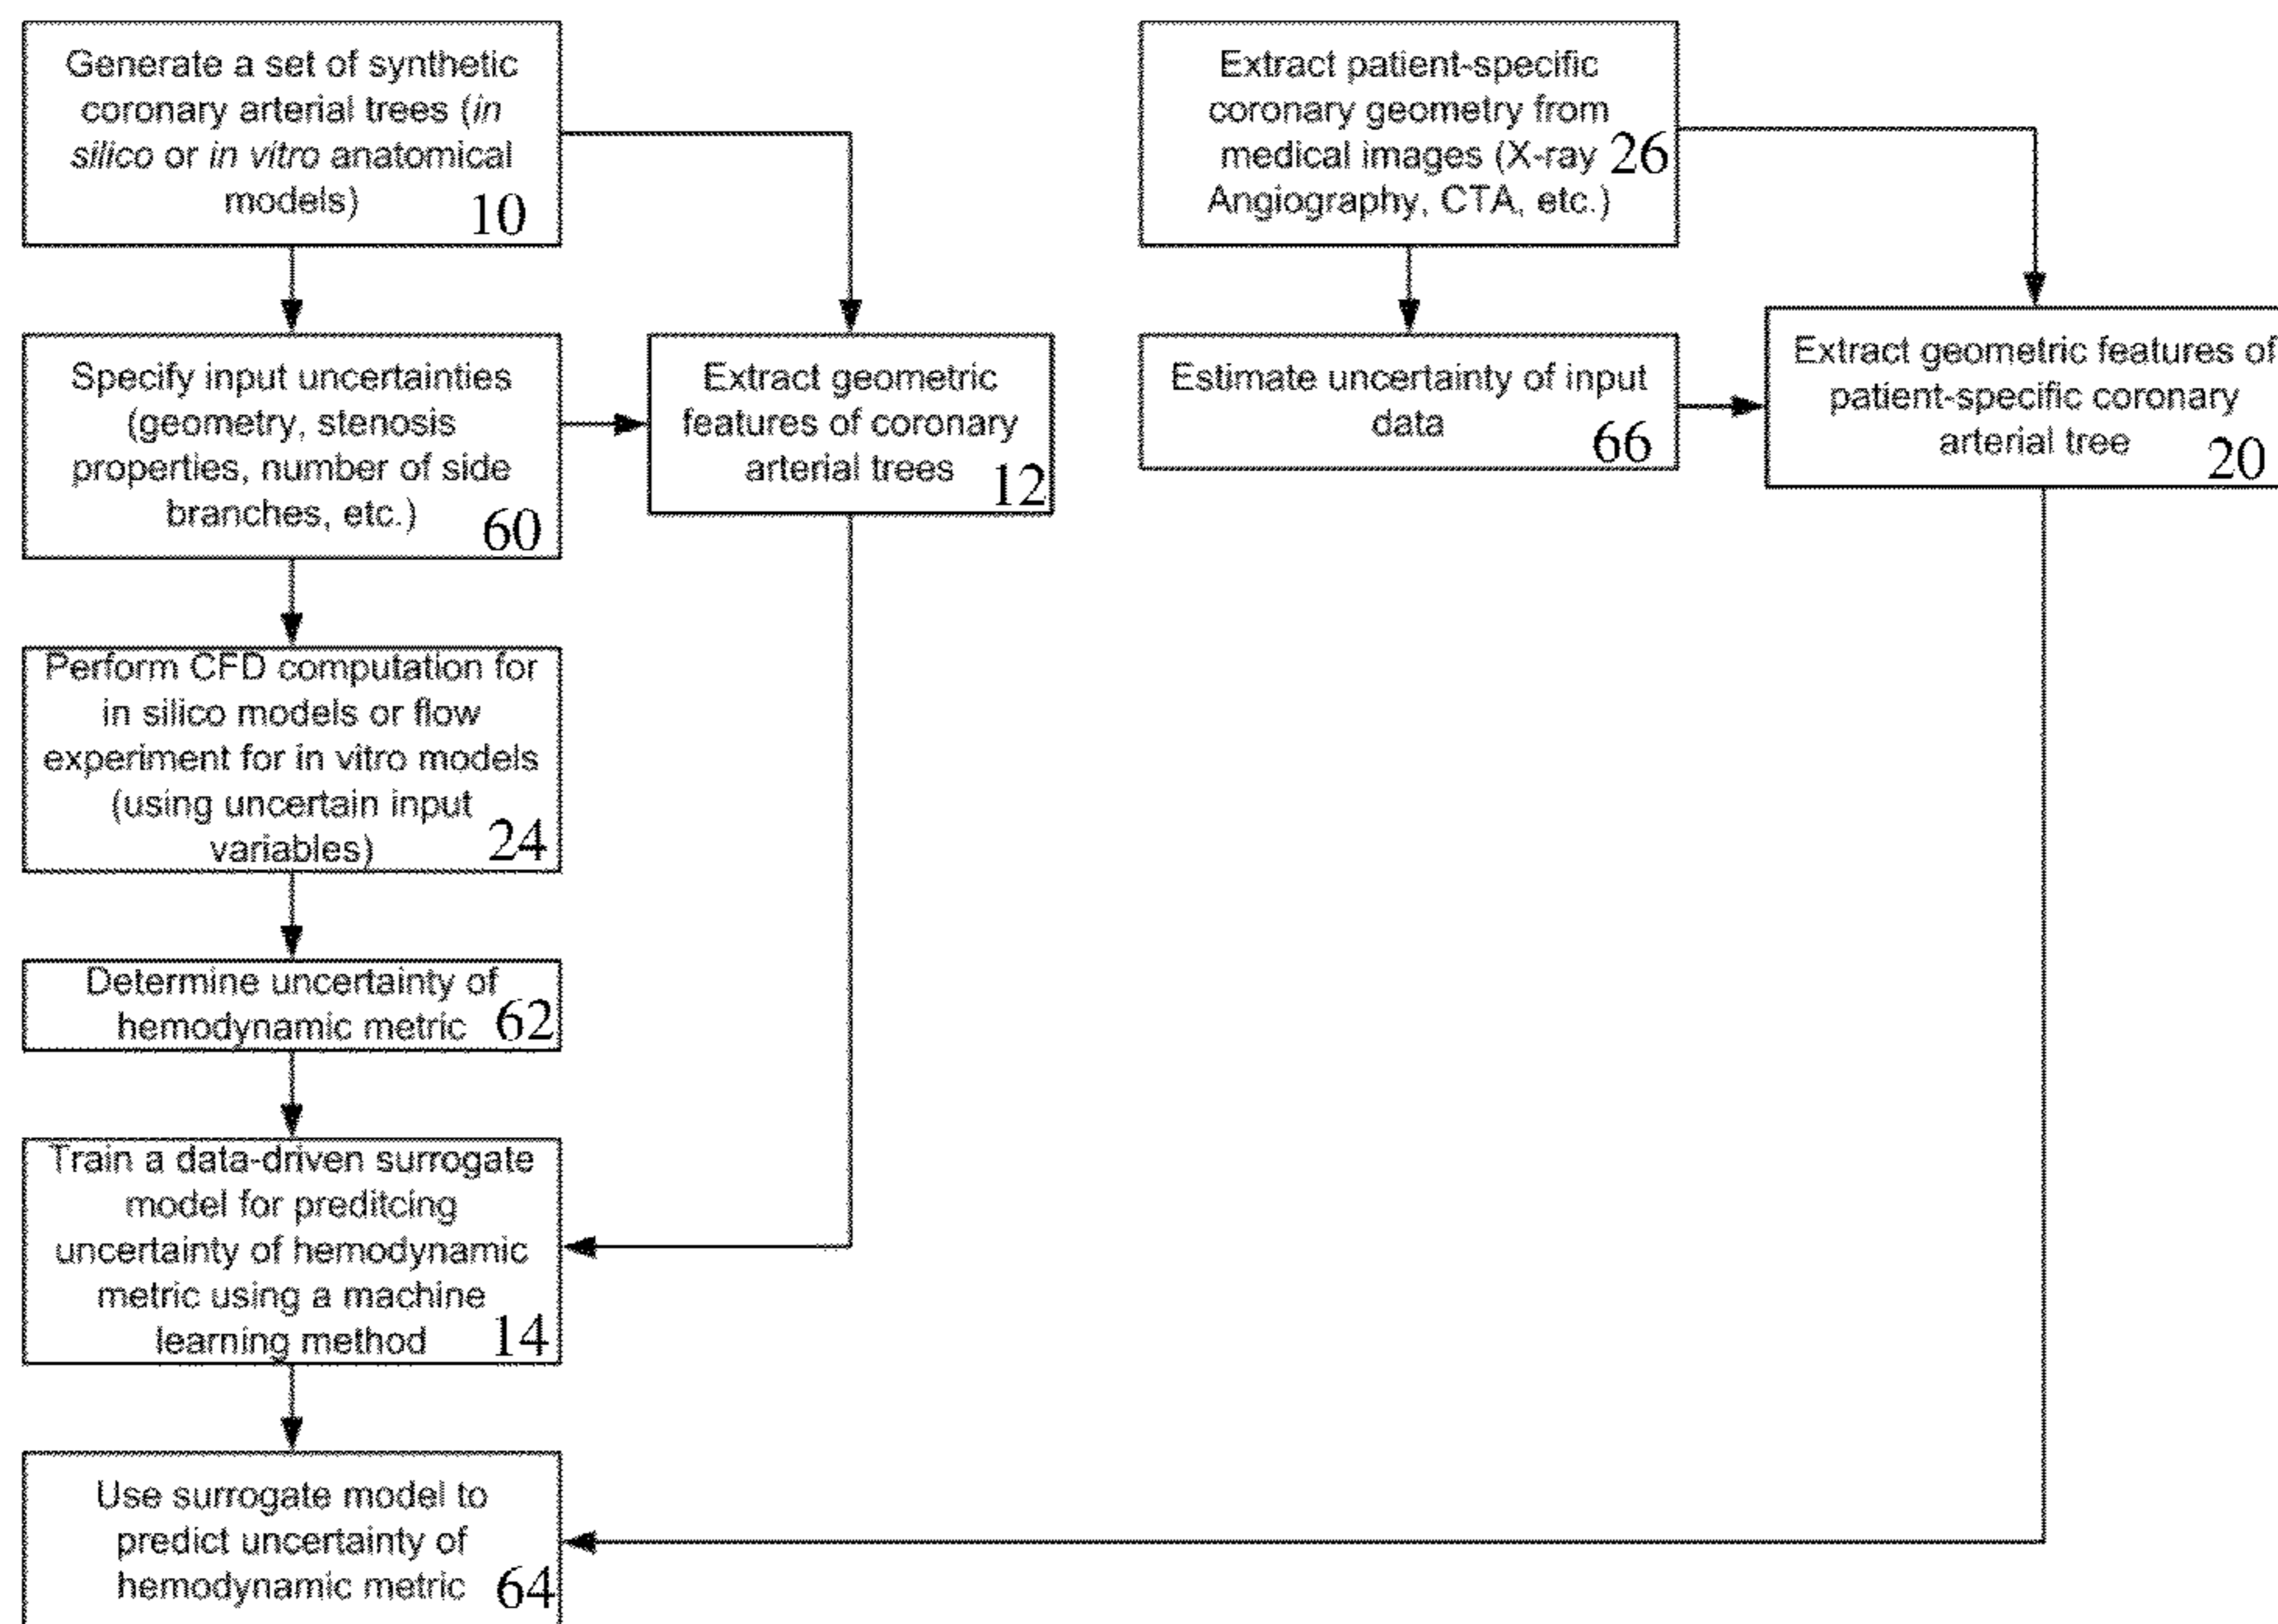 Generate a set of synthetic
coronary arterial trees (in
silico or in vitro anatomical
models)
10
Specify input uncertainties
(geometry, stenosis
properties, number of side
branches, etc.)
60
Extract geometric
features of coronary
arterial trees
12
Perform CFD computation for
in silico models or flow
experiment for in vitro models
(using uncertain input
variables)
24
Determine uncertainty of
hemodynamic metric
62
Train a data-driven surrogate
model for preditcing
uncertainty of hemodynamic
metric using a machine
learning method
14
Use surrogate model to
predict uncertainty of
hemodynamic metric
64
Extract patient-specific
coronary geometry from
medical images (X-ray
Angiography, CTA, etc.)
26
Estimate uncertainty of input
data
66
Extract geometric features of
patient-specific coronary
arterial tree
20